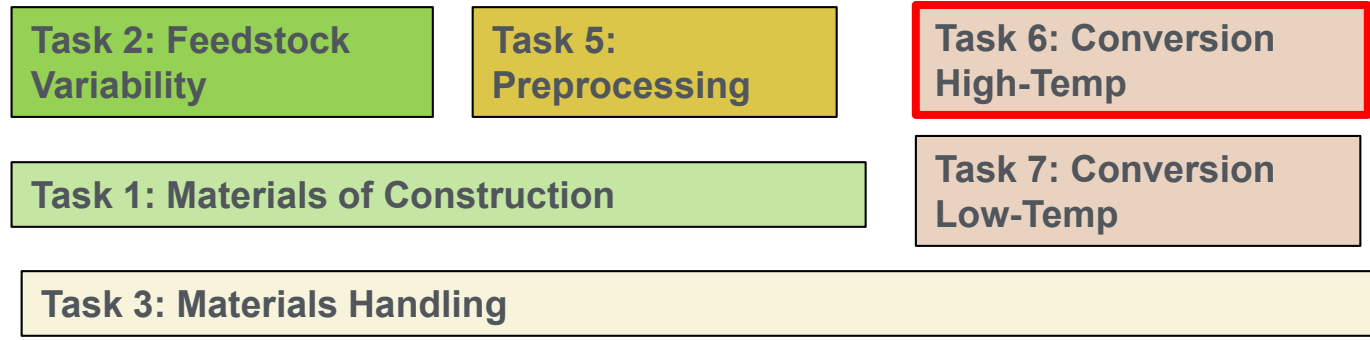 Task 2: Feedstock
Variability
Task 5:
Preprocessing
Task 6: Conversion
High-Temp
Task 1: Materials of Construction
Task 7: Conversion
Low-Temp
Task 3: Materials Handling